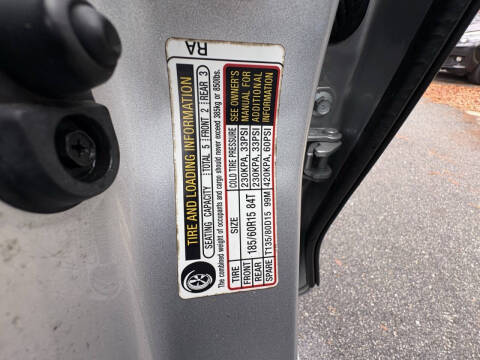 RA
TIRE AND LOADING INFORMATION
SEATING CAPACITY TOTAL 5 FRONT 2 REAR 3
The combined weight of occupants and cargo should never exceed 385kg or 850lbs.
TIRE SIZE COLD TIRE PRESSURE
FRONT 185/60R15 84T 230KPA, 33PSI
REAR 230KPA, 33PSI
SPARE T135/80D15 99M 420KPA, 60PSI
SEE OWNER'S
MANUAL FOR
ADDITIONAL
INFORMATION